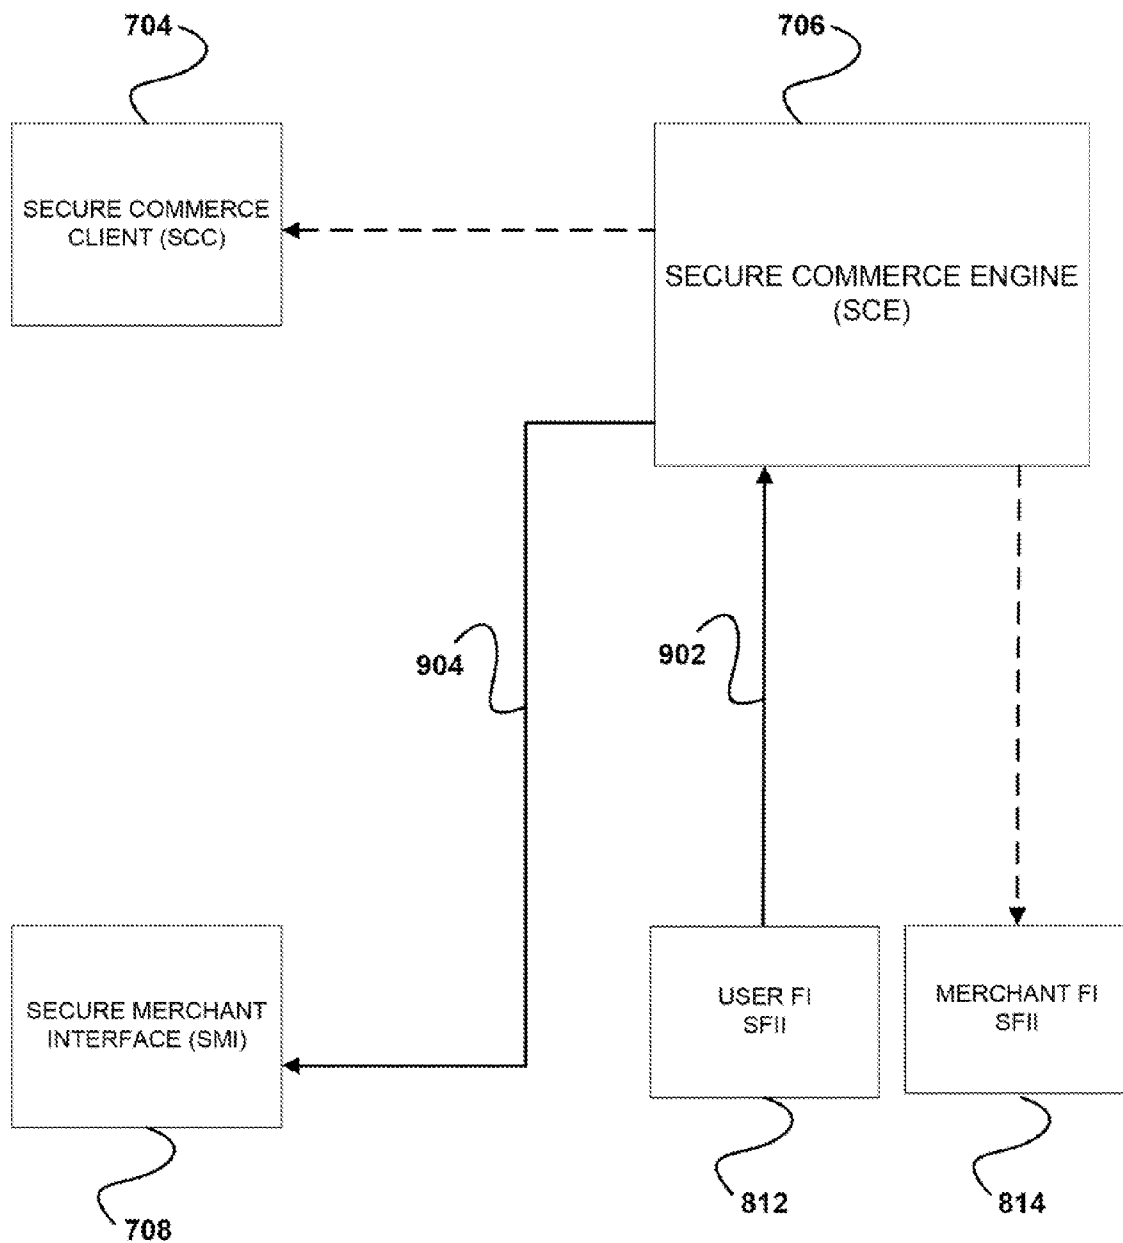 704
706
SECURE COMMERCE
CLIENT (SCC)
SECURE COMMERCE ENGINE
(SCE)
904
902
SECURE MERCHANT
INTERFACE (SMI)
USER FI
SFII
MERCHANT FI
SFII
708
812
814